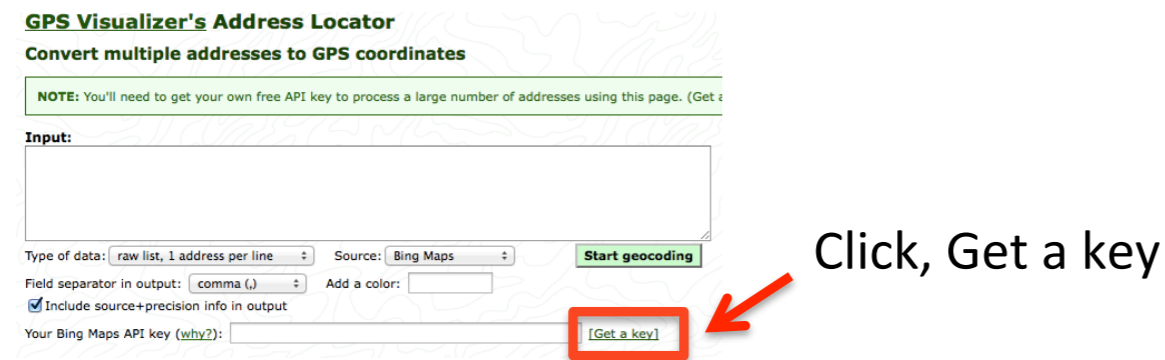 GPS Visualizer's Address Locator
Convert multiple addresses to GPS coordinates
NOTE: You'll need to get your own free API key to process a large number of addresses using this page. (Get
Input:
Type of data: raw list, 1 address per line Source: Bing Maps Start geocoding
Field separator in output: comma (,) Add a color:
Include source+precision info in output
Your Bing Maps API key (why?): [Get a key]
Click, Get a key